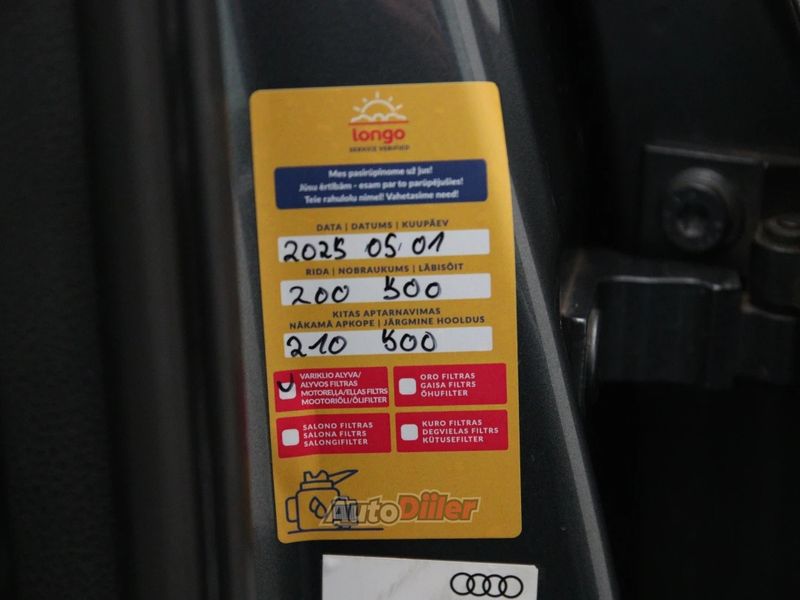 longo
SERVICE VERIFIED
Mes pasirūpinome už jus!
Jūsu ērtībām - esam par to parūpējušies!
Teie rahulolu nimel! Vahetasime need!
DATA | DATUMS | KUUPÄEV
2025 05.01
RIDA | NOBRAUKUMS | LÄBISÕIT
200 500
KITAS APTARNAVIMAS
NĀKAMĀ APKOPE | JÄRGMINE HOOLDUS
210 500
VARIKLIO ALYVA/
ALYVOS FILTRAS
MOTOREĻĻA/EĻĻAS FILTRS
MOOTORIÕLI/ÕLIFILTER
ORO FILTRAS
GAISA FILTRS
ÕHUFILTER
SALONO FILTRAS
SALONA FILTRS
SALONGIFILTER
KURO FILTRAS
DEGVIELAS FILTRS
KÜTUSEFILTER
AutoDiiler